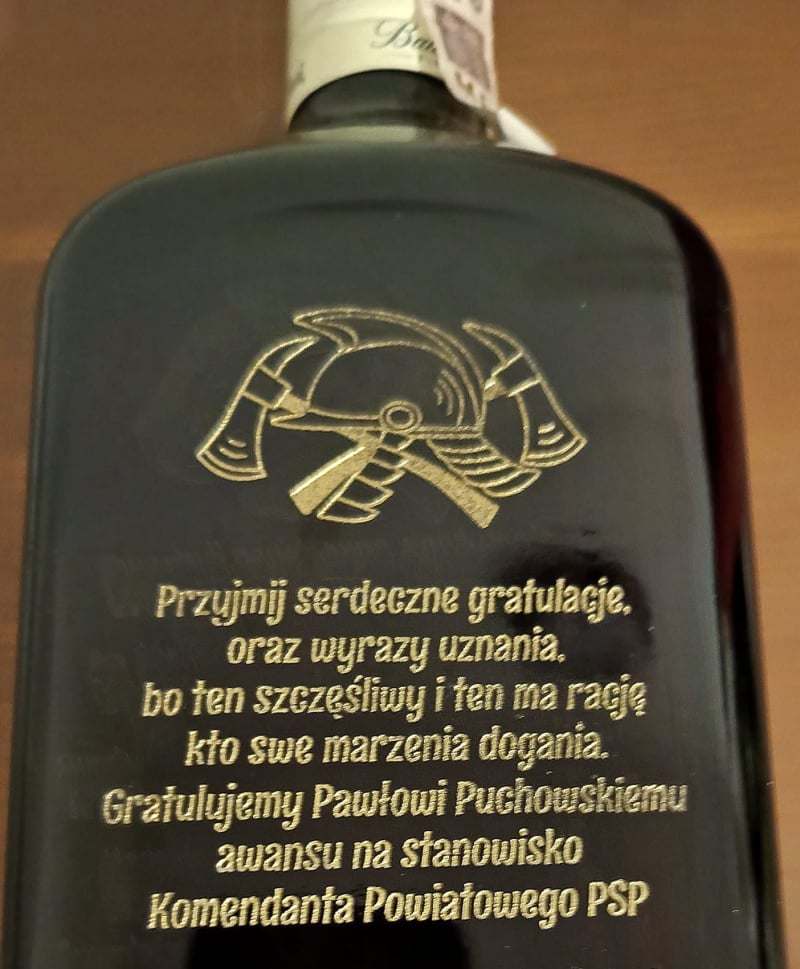 Przyjmij serdeczne gratulacje,
oraz wyrazy uznania,
bo ten szczęśliwy i ten ma rację
kto swe marzenia dogania.
Gratulujemy Pawłowi Puchowskiemu
awansu na stanowisko
Komendanta Powiatowego PSP